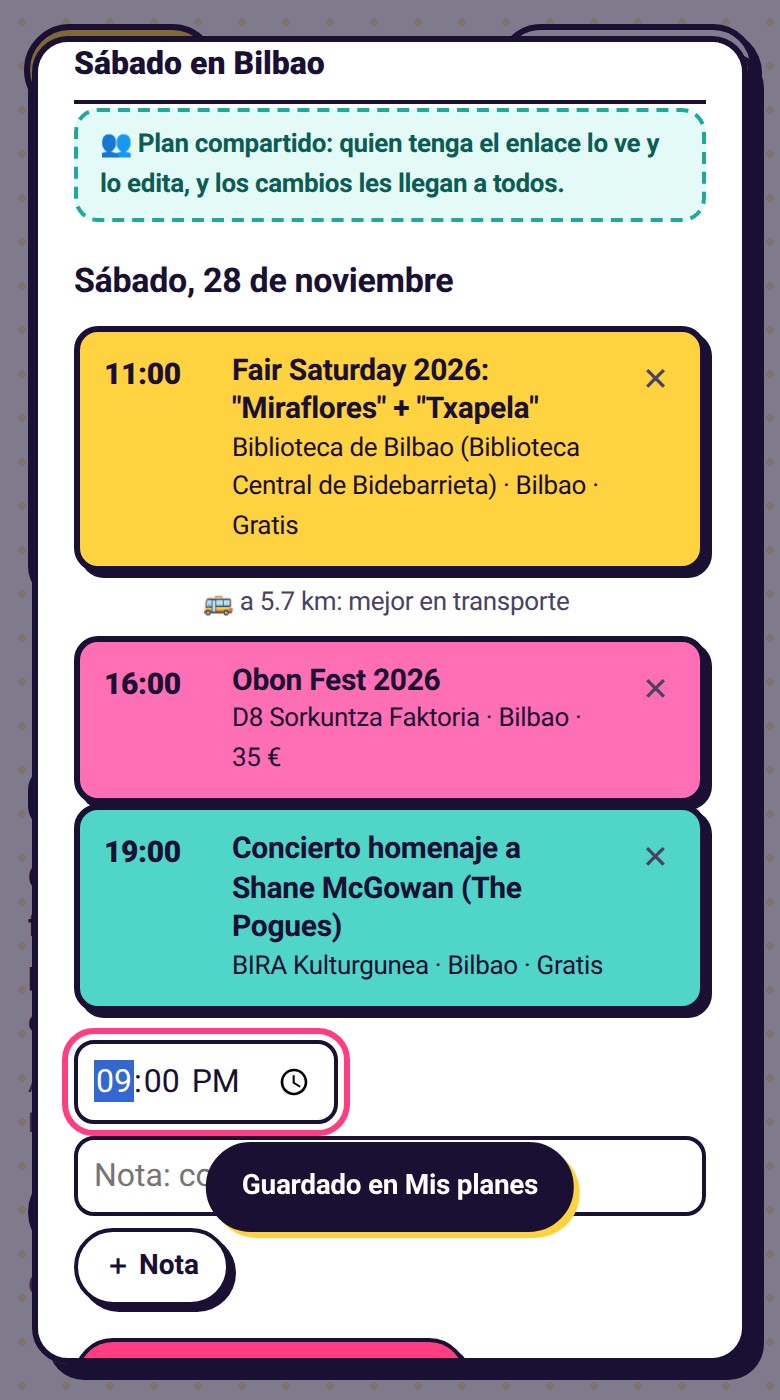 Sábado en Bilbao
👥 Plan compartido: quien tenga el enlace lo ve y
lo edita, y los cambios les llegan a todos.
Sábado, 28 de noviembre
11:00
Fair Saturday 2026:
"Miraflores" + "Txapela"
✕
Biblioteca de Bilbao (Biblioteca
Central de Bidebarrieta) · Bilbao ·
Gratis
🚌 a 5.7 km: mejor en transporte
16:00
Obon Fest 2026
✕
D8 Sorkuntza Faktoria · Bilbao ·
35 €
19:00
Concierto homenaje a
Shane McGowan (The
Pogues)
✕
BIRA Kulturgunea · Bilbao · Gratis
09:00 PM
Nota:
Guardado en Mis planes
+ Nota